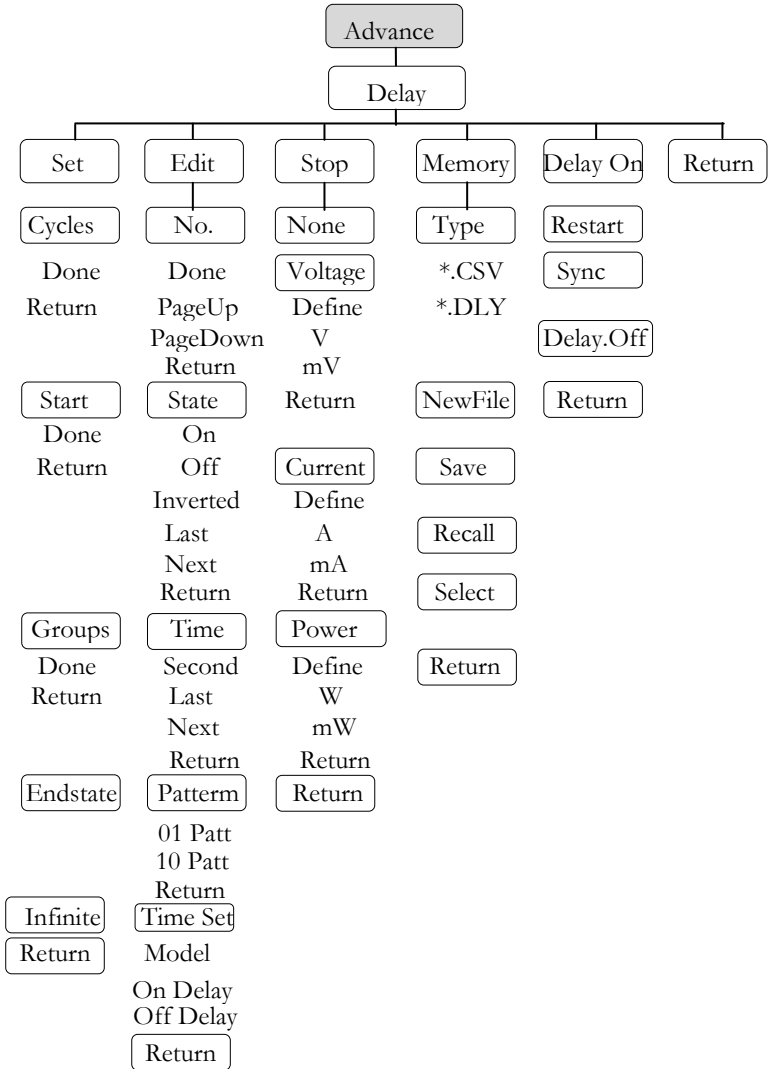 Advance
Delay
Set
Edit
Stop
Memory
Delay On
Return
Cycles
Done
Return
Start
Done
Return
Groups
Done
Return
Endstate
Infinite
Return
No.
Done
PageUp
PageDown
Return
State
On
Off
Inverted
Last
Next
Return
Time
Second
Last
Next
Return
Patterm
01 Patt
10 Patt
Return
Time Set
Model
On Delay
Off Delay
Return
None
Voltage
Define
V
mV
Return
Current
Define
A
mA
Return
Power
Define
W
mW
Return
Return
Type
*.CSV
*.DLY
NewFile
Save
Recall
Select
Return
Restart
Sync
Delay.Off
Return